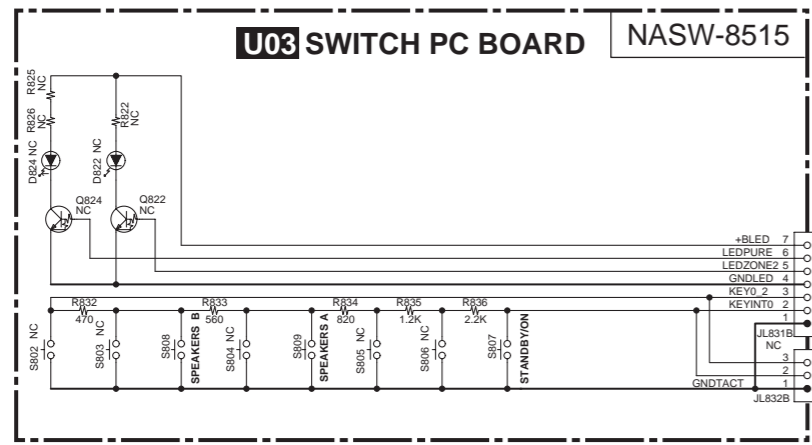 U03 SWITCH PC BOARD
NASW-8515
R825
NC
R826
NC
R822
NC
D824 NC
D822 NC
Q824
NC
Q822
NC
+BLED 7
LEDPURE 6
LEDZONE2 5
GNDLED 4
KEY0_2 3
KEYINT0 2
1
JL831B
NC
R832
470
R833
560
R834
820
R835
1.2K
R836
2.2K
S802 NC
S803 NC
S808
SPEAKERS B
S804 NC
S809
SPEAKERS A
S805 NC
S806 NC
S807
STANDBY/ON
3
2
GNDTACT 1
JL832B